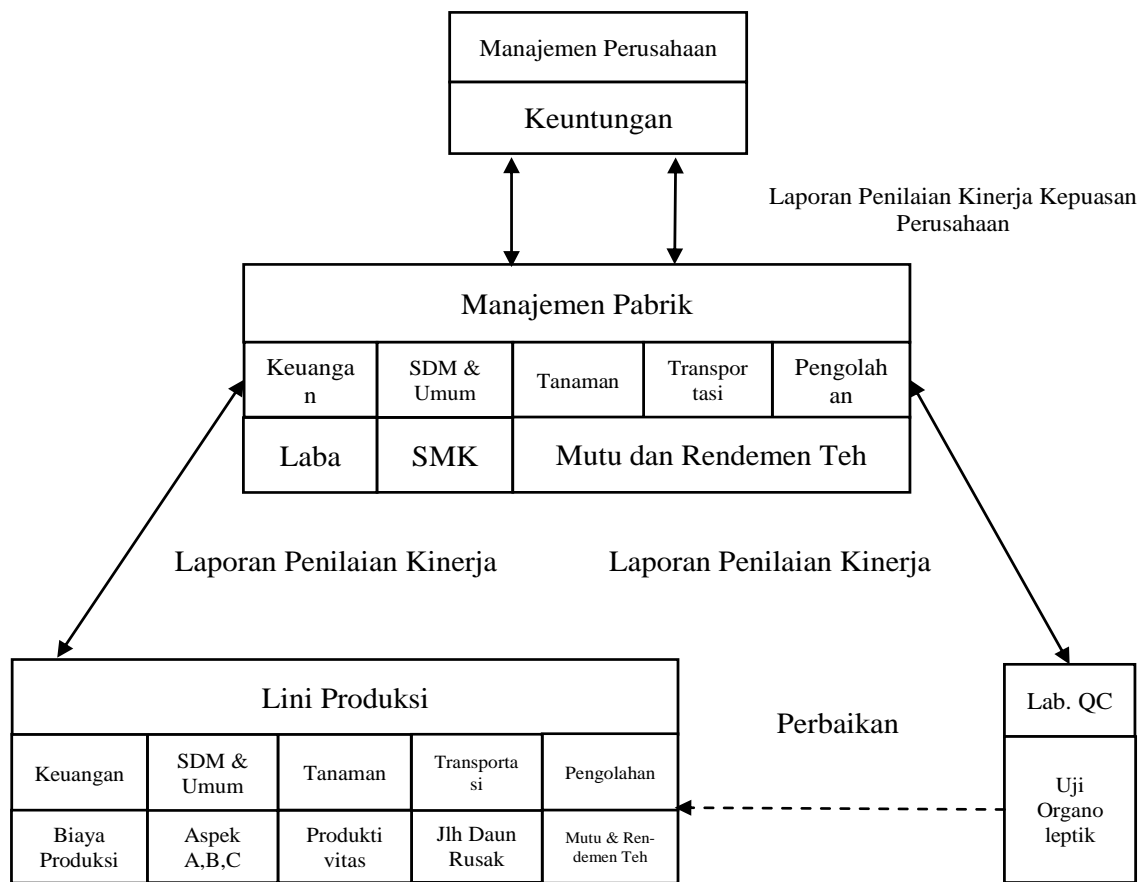 Manajemen Perusahaan
Keuntungan
Laporan Penilaian Kinerja Kepuasan
Perusahaan
Manajemen Pabrik
Keuanga
n
SDM &
Umum
Tanaman
Transpor
tasi
Pengolah
an
Laba
SMK
Mutu dan Rendemen Teh
Laporan Penilaian Kinerja
Laporan Penilaian Kinerja
Lini Produksi
Keuangan
SDM &
Umum
Tanaman
Transporta
si
Pengolahan
Biaya
Produksi
Aspek
A,B,C
Produkti
vitas
Jlh Daun
Rusak
Mutu & Ren-
demen Teh
Perbaikan
Lab. QC
Uji
Organo
leptik